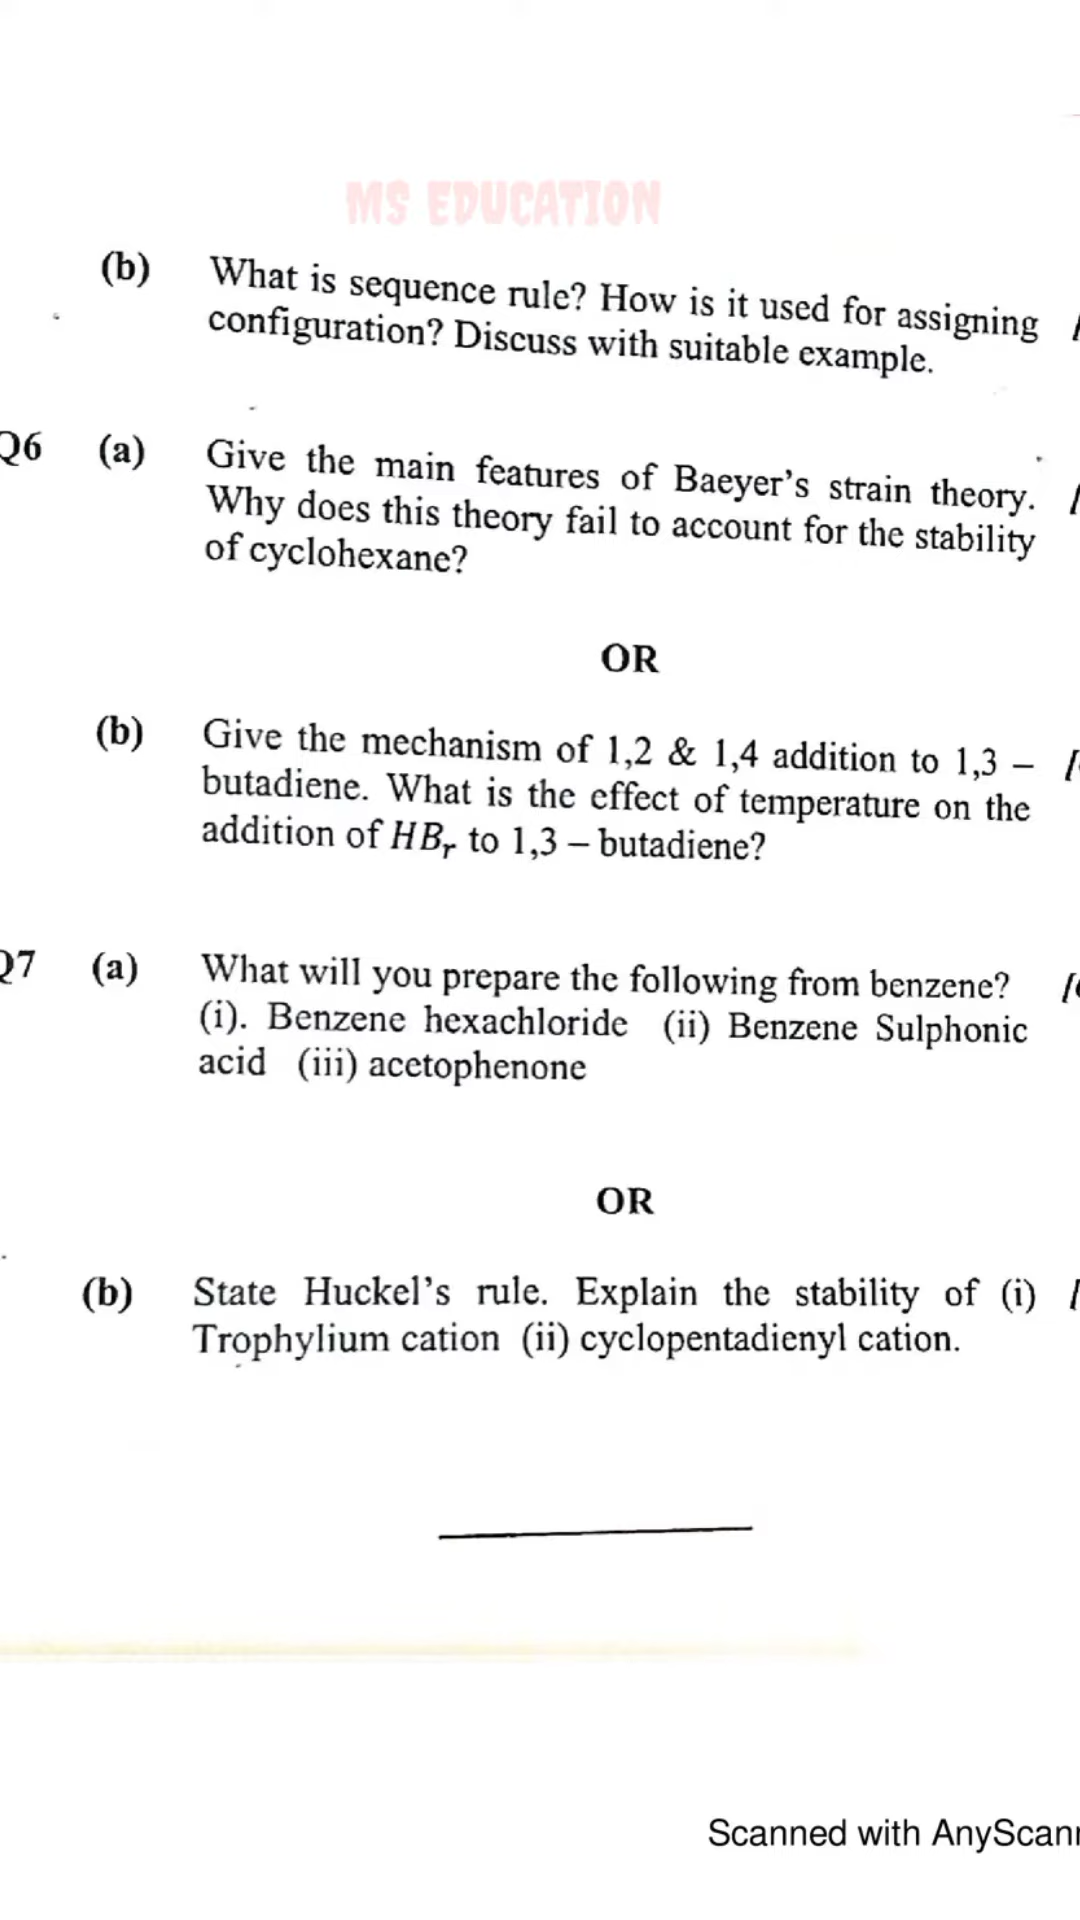 MS EDUCATION
(b) What is sequence rule? How is it used for assigning [
configuration? Discuss with suitable example.
Q6 (a) Give the main features of Baeyer's strain theory. [
Why does this theory fail to account for the stability
of cyclohexane?
OR
(b) Give the mechanism of 1,2 & 1,4 addition to 1,3 – [
butadiene. What is the effect of temperature on the
addition of HBr to 1,3 – butadiene?
Q7 (a) What will you prepare the following from benzene? [
(i). Benzene hexachloride (ii) Benzene Sulphonic
acid (iii) acetophenone
OR
(b) State Huckel's rule. Explain the stability of (i) [
Trophylium cation (ii) cyclopentadienyl cation.
Scanned with AnyScan